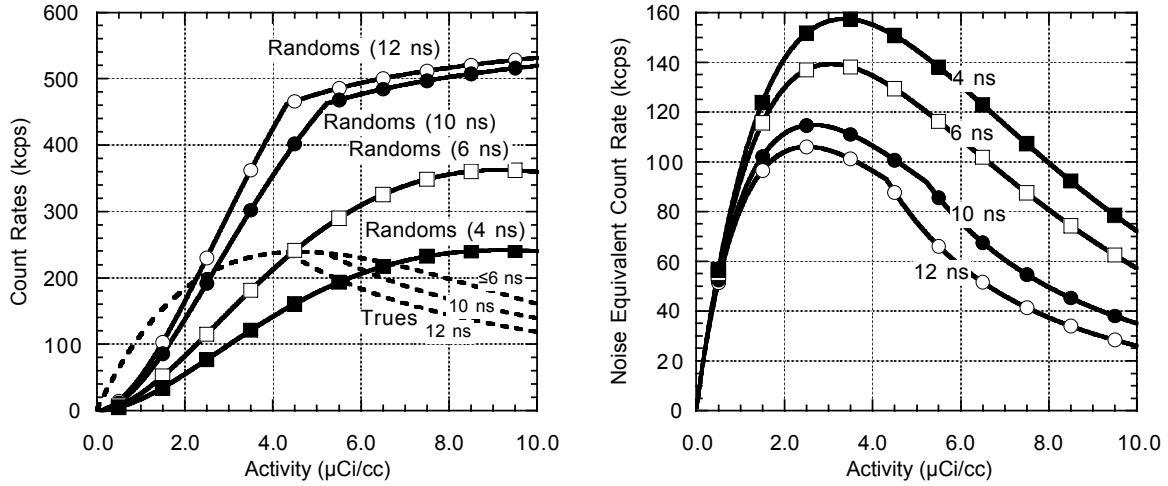 600
500
400
300
200
100
0
Count Rates (kcps)
Randoms (12 ns)
Randoms (10 ns)
Randoms (6 ns)
Randoms (4 ns)
≤6 ns
10 ns
12 ns
Trues
0.0 2.0 4.0 6.0 8.0 10.0
Activity (µCi/cc)
160
140
120
100
80
60
40
20
0
Noise Equivalent Count Rate (kcps)
4 ns
6 ns
10 ns
12 ns
0.0 2.0 4.0 6.0 8.0 10.0
Activity (µCi/cc)